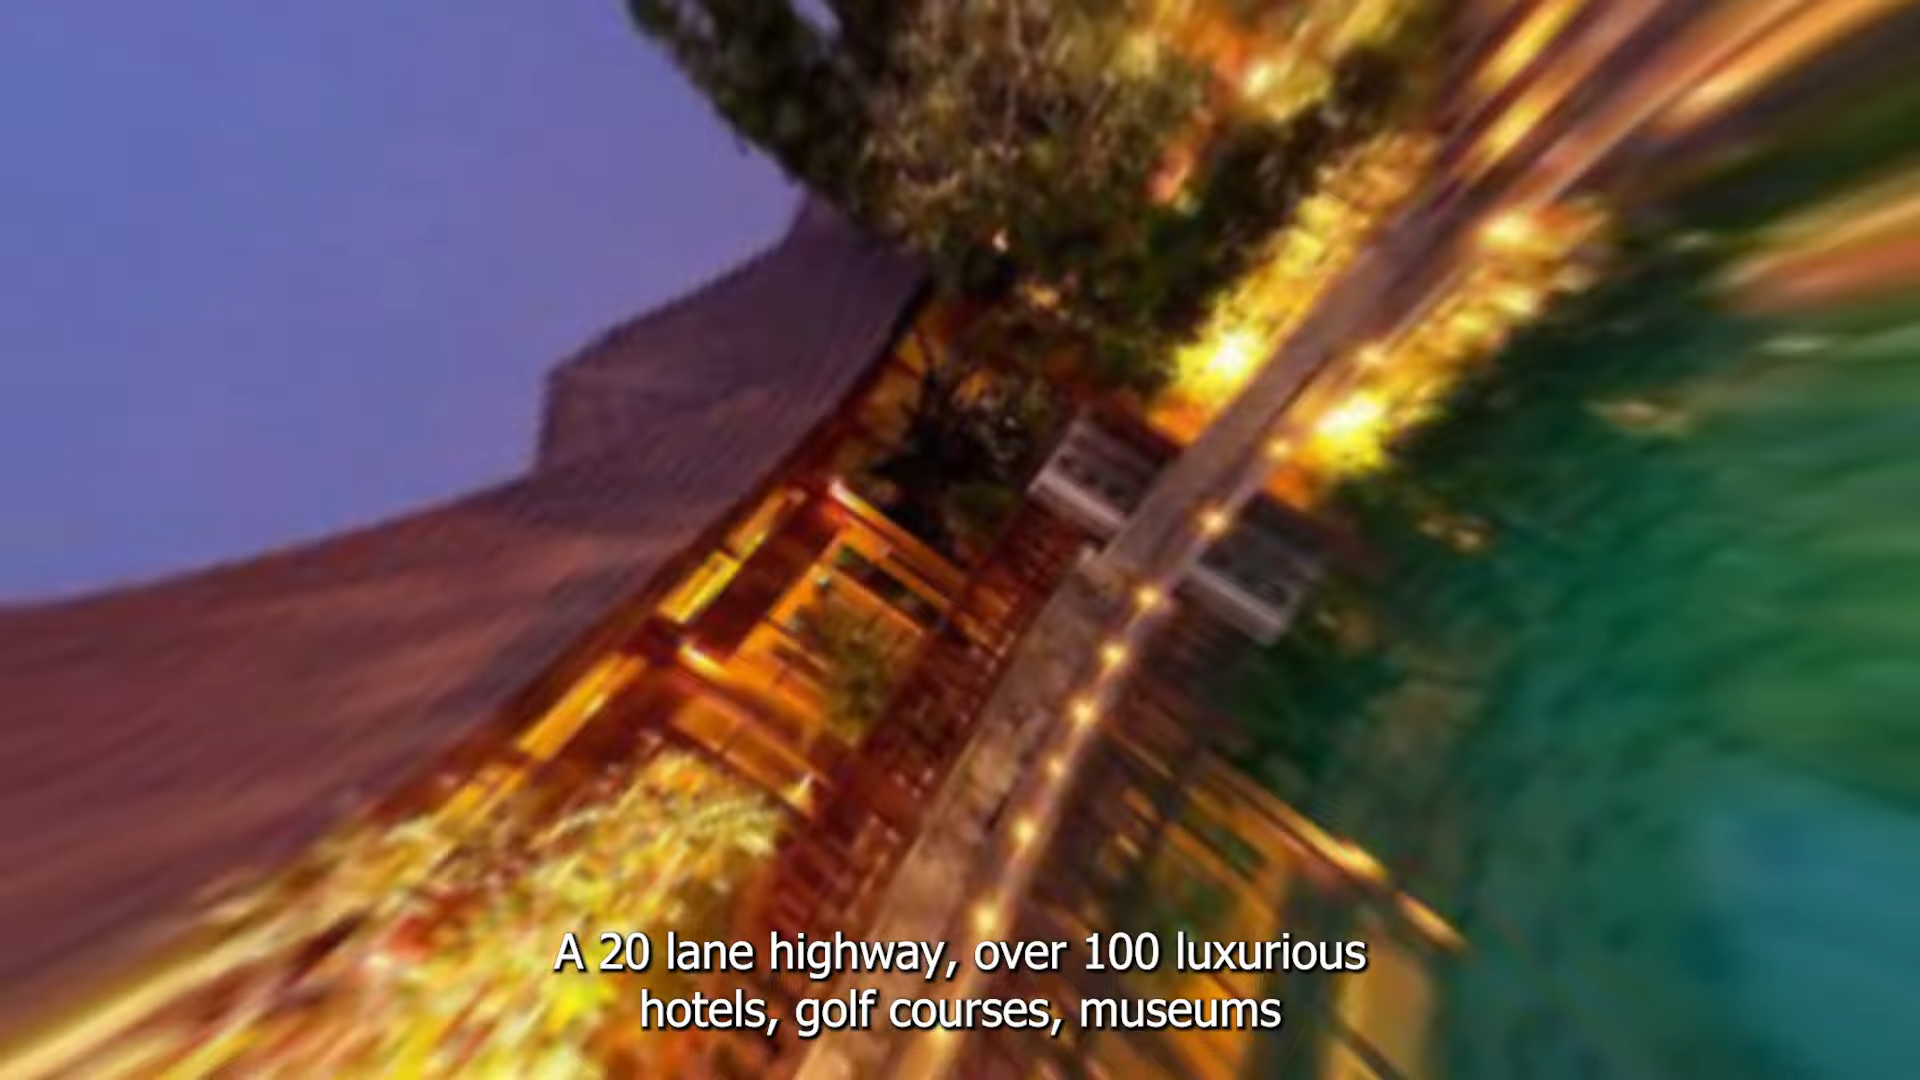 A 20 lane highway, over 100 luxurious
hotels, golf courses, museums